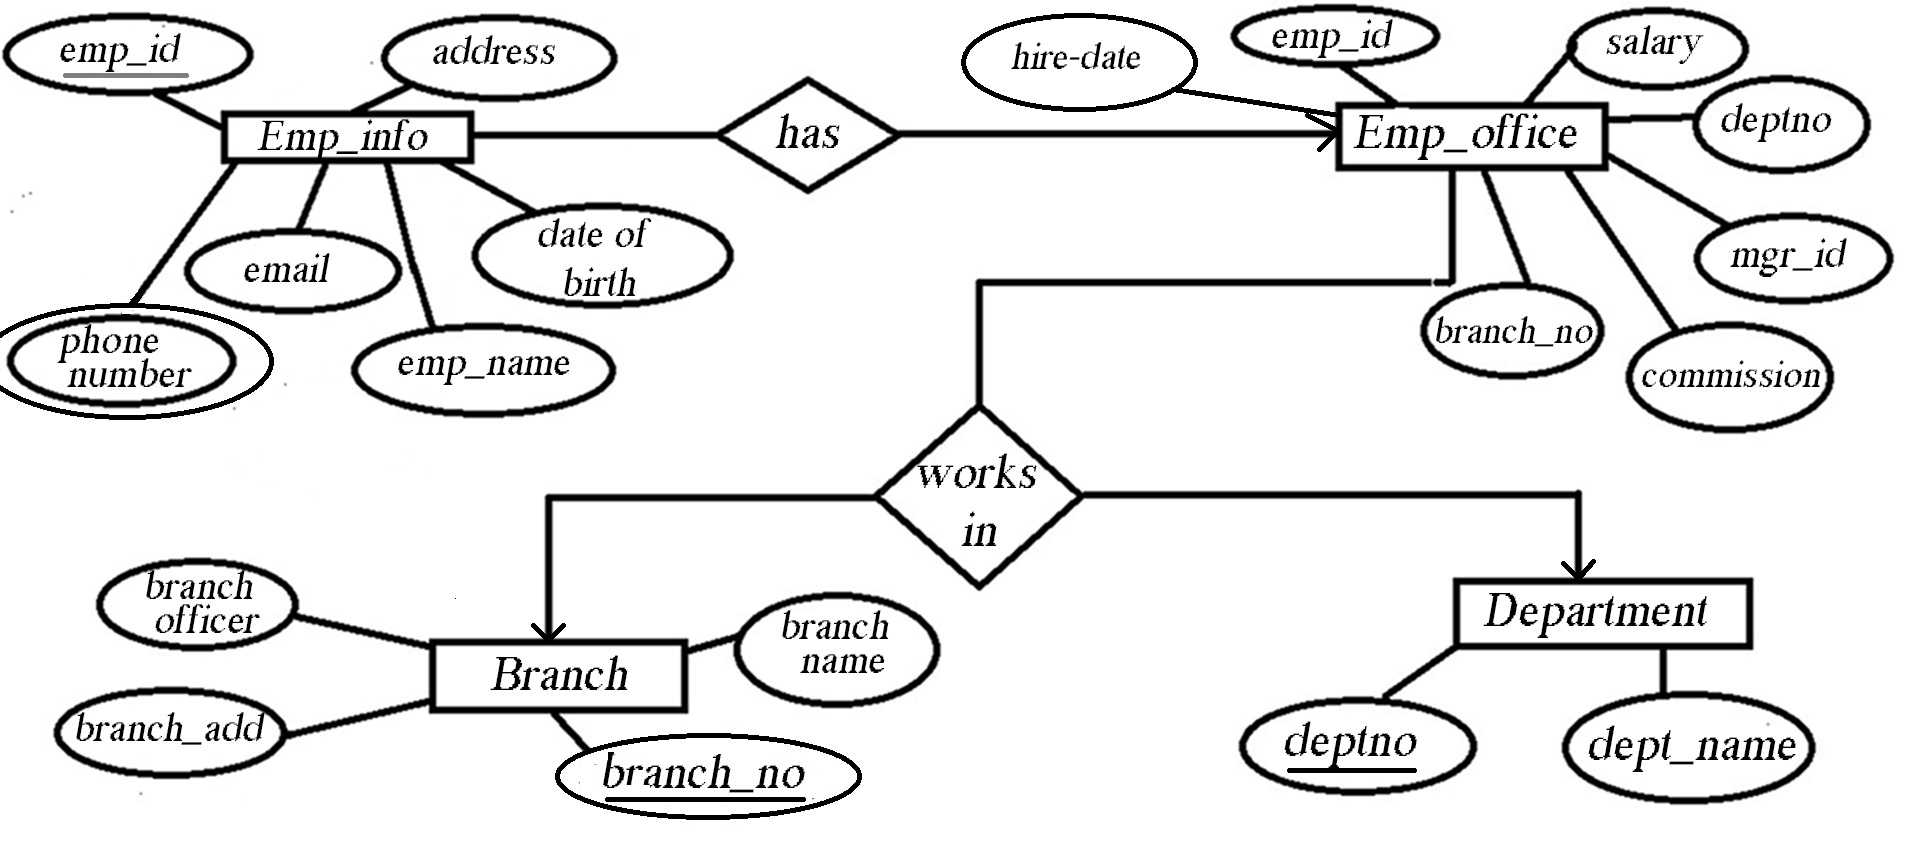 emp_id
address
hire-date
emp_id
salary
Emp_info
has
Emp_office
deptno
email
date of
birth
mgr_id
phone
number
emp_name
branch_no
commission
works
in
branch
officer
branch
name
Department
Branch
branch_add
branch_no
deptno
dept_name